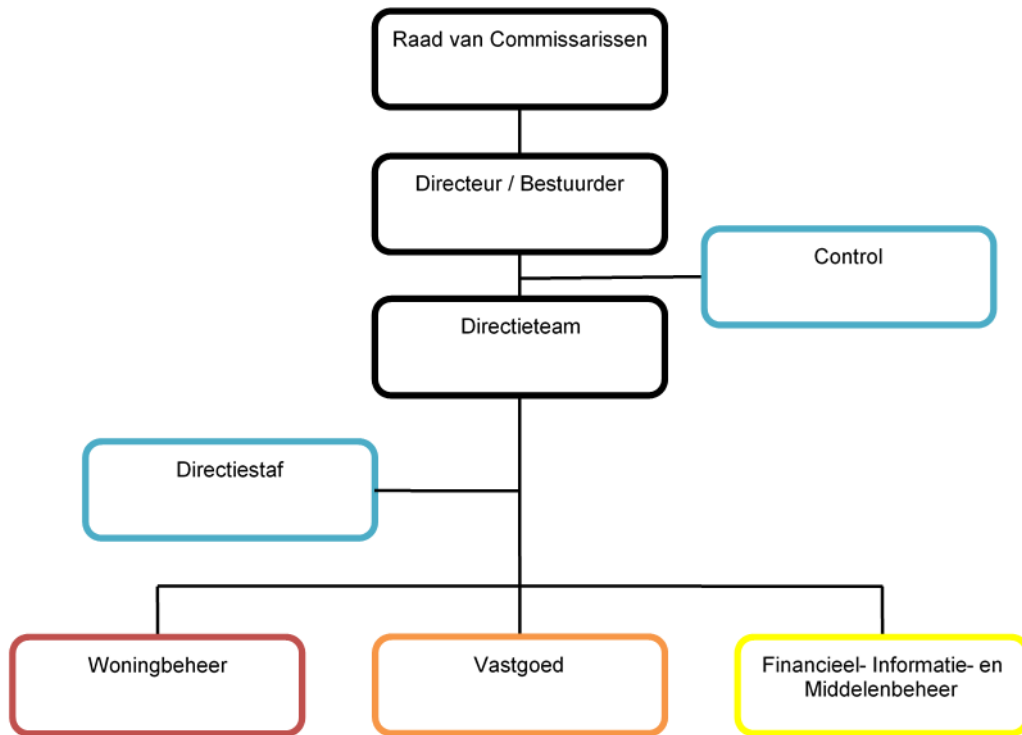 Raad van Commissarissen
Directeur / Bestuurder
Control
Directieteam
Directiestaf
Woningbeheer
Vastgoed
Financieel- Informatie- en
Middelenbeheer